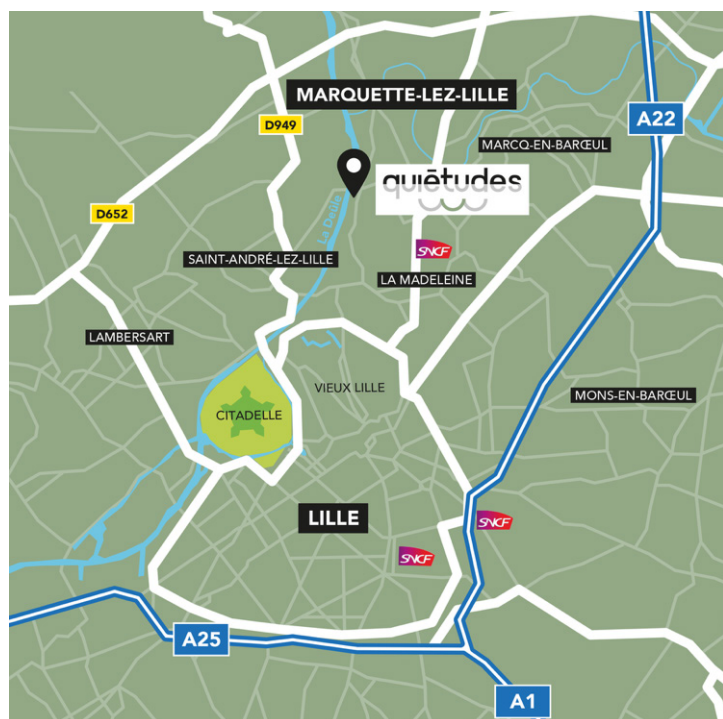 MARQUETTE-LEZ-LILLE
A22
D949
MARCQ-EN-BARŒUL
quiētudes
D652
La Deûle
SNCF
SAINT-ANDRÉ-LEZ-LILLE
LA MADELEINE
LAMBERSART
VIEUX LILLE
MONS-EN-BARŒUL
CITADELLE
LILLE
SNCF
SNCF
A25
A1